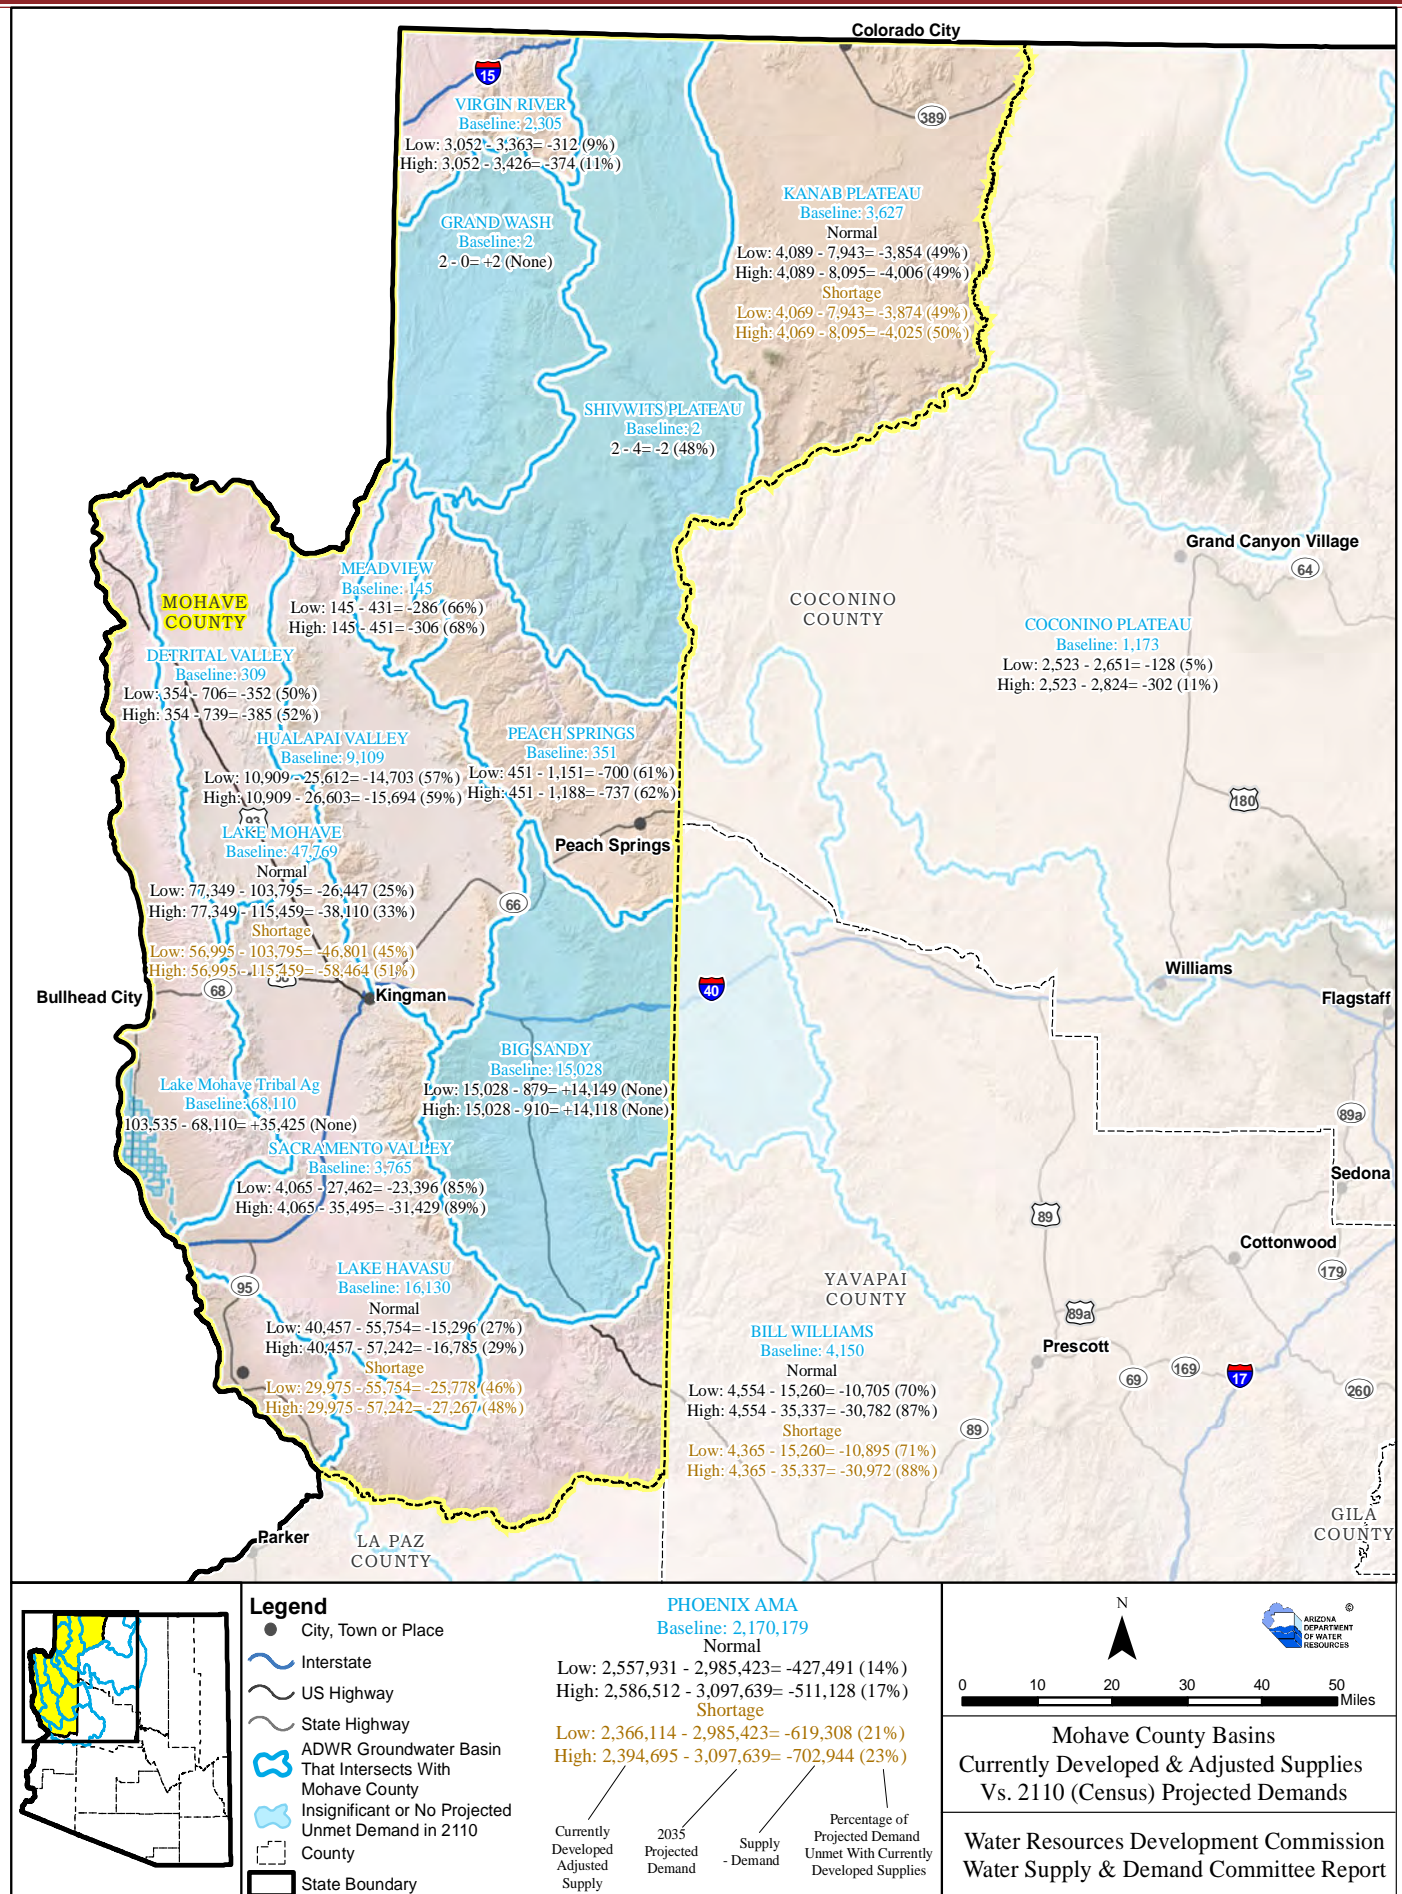 Colorado City
15
VIRGIN RIVER
Baseline: 2,305
Low: 3,052 - 3,363= -312 (9%)
High: 3,052 - 3,426= -374 (11%)
389
KANAB PLATEAU
Baseline: 3,627
Normal
Low: 4,089 - 7,943= -3,854 (49%)
High: 4,089 - 8,095= -4,006 (49%)
Shortage
Low: 4,069 - 7,943= -3,874 (49%)
High: 4,069 - 8,095= -4,025 (50%)
GRAND WASH
Baseline: 2
2 - 0= +2 (None)
SHIVWITS PLATEAU
Baseline: 2
2 - 4= -2 (48%)
Grand Canyon Village
64
MEADVIEW
Baseline: 145
Low: 145 - 431= -286 (66%)
High: 145 - 451= -306 (68%)
MOHAVE
COUNTY
COCONINO
COUNTY
COCONINO PLATEAU
Baseline: 1,173
Low: 2,523 - 2,651= -128 (5%)
High: 2,523 - 2,824= -302 (11%)
DETRITAL VALLEY
Baseline: 309
Low: 354 - 706= -352 (50%)
High: 354 - 739= -385 (52%)
HUALAPAI VALLEY
Baseline: 9,109
Low: 10,909 - 25,612= -14,703 (57%)
High: 10,909 - 26,603= -15,694 (59%)
PEACH SPRINGS
Baseline: 351
Low: 451 - 1,151= -700 (61%)
High: 451 - 1,188= -737 (62%)
180
93
Peach Springs
LAKE MOHAVE
Baseline: 47,769
Normal
Low: 77,349 - 103,795= -26,447 (25%)
High: 77,349 - 115,459= -38,110 (33%)
Shortage
Low: 56,995 - 103,795= -46,801 (45%)
High: 56,995 - 115,459= -58,464 (51%)
66
68
40
Bullhead City
Kingman
Williams
Flagstaff
BIG SANDY
Baseline: 15,028
Low: 15,028 - 879= +14,149 (None)
High: 15,028 - 910= +14,118 (None)
Lake Mohave Tribal Ag
Baseline: 68,110
103,535 - 68,110= +35,425 (None)
89a
Sedona
SACRAMENTO VALLEY
Baseline: 3,765
Low: 4,065 - 27,462= -23,396 (85%)
High: 4,065 - 35,495= -31,429 (89%)
89
Cottonwood
179
95
LAKE HAVASU
Baseline: 16,130
Normal
Low: 40,457 - 55,754= -15,296 (27%)
High: 40,457 - 57,242= -16,785 (29%)
Shortage
Low: 29,975 - 55,754= -25,778 (46%)
High: 29,975 - 57,242= -27,267 (48%)
YAVAPAI
COUNTY
89a
Prescott
69
169
17
260
BILL WILLIAMS
Baseline: 4,150
Normal
Low: 4,554 - 15,260= -10,705 (70%)
High: 4,554 - 35,337= -30,782 (87%)
Shortage
Low: 4,365 - 15,260= -10,895 (71%)
High: 4,365 - 35,337= -30,972 (88%)
89
Parker
LA PAZ
COUNTY
GILA
COUNTY
Legend
City, Town or Place
Interstate
US Highway
State Highway
ADWR Groundwater Basin
That Intersects With
Mohave County
Insignificant or No Projected
Unmet Demand in 2110
County
State Boundary
PHOENIX AMA
Baseline: 2,170,179
Normal
Low: 2,557,931 - 2,985,423= -427,491 (14%)
High: 2,586,512 - 3,097,639= -511,128 (17%)
Shortage
Low: 2,366,114 - 2,985,423= -619,308 (21%)
High: 2,394,695 - 3,097,639= -702,944 (23%)
Currently
Developed
Adjusted
Supply
2035
Projected
Demand
Supply
- Demand
Percentage of
Projected Demand
Unmet With Currently
Developed Supplies
N
©
ARIZONA
DEPARTMENT
OF WATER
RESOURCES
0 10 20 30 40 50
Miles
Mohave County Basins
Currently Developed & Adjusted Supplies
Vs. 2110 (Census) Projected Demands
Water Resources Development Commission
Water Supply & Demand Committee Report